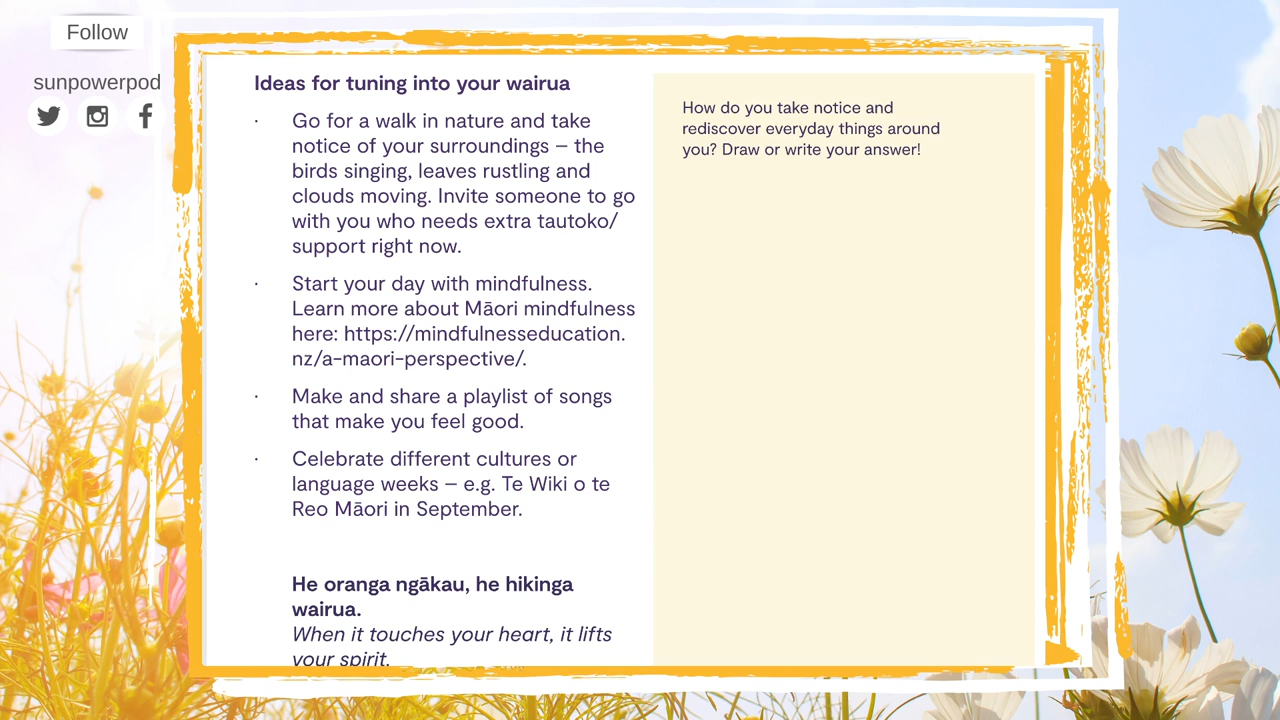 Follow
sunpowerpod
Ideas for tuning into your wairua
· Go for a walk in nature and take
notice of your surroundings – the
birds singing, leaves rustling and
clouds moving. Invite someone to go
with you who needs extra tautoko/
support right now.
· Start your day with mindfulness.
Learn more about Māori mindfulness
here: https://mindfulnesseducation.
nz/a-maori-perspective/.
· Make and share a playlist of songs
that make you feel good.
· Celebrate different cultures or
language weeks – e.g. Te Wiki o te
Reo Māori in September.
He oranga ngākau, he hikinga
wairua.
When it touches your heart, it lifts
your spirit.
How do you take notice and
rediscover everyday things around
you? Draw or write your answer!